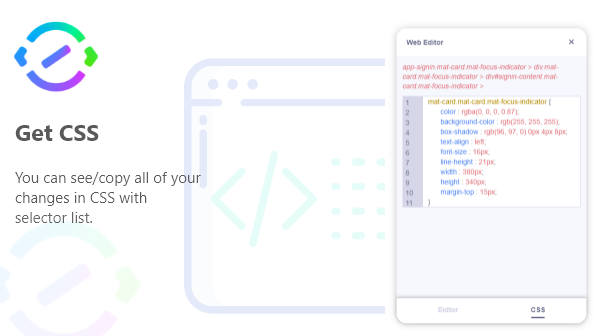 Get CSS
You can see/copy all of your
changes in CSS with
selector list.
Web Editor
×
app-signin.mat-card.mat-focus-indicator > div.mat-
card.mat-focus-indicator > div#signin-content.mat-
card.mat-focus-indicator >
1 mat-card.mat-card.mat-focus-indicator {
2 color : rgba(0, 0, 0, 0.87);
3 background-color : rgb(255, 255, 255);
4 box-shadow : rgb(96, 97, 0) 0px 4px 8px;
5 text-align : left;
6 font-size : 16px;
7 line-height : 21px;
8 width : 380px;
9 height : 340px;
10 margin-top : 15px;
11 }
Eidtor CSS